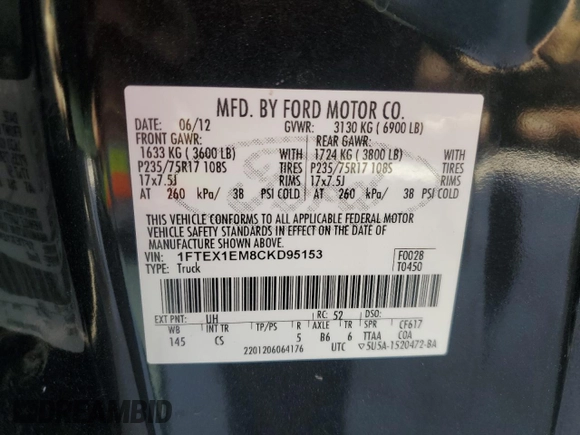 MFD. BY FORD MOTOR CO.
DATE: 06/12 GVWR: 3130 KG ( 6900 LB)
FRONT GAWR: REAR GAWR:
1633 KG ( 3600 LB) WITH 1724 KG ( 3800 LB) WITH
P235/75R17 108S TIRES P235/75R17 108S TIRES
17x7.5J RIMS 17x7.5J RIMS
AT 260 kPa/ 38 PSI COLD AT 260 kPa/ 38 PSI COLD
THIS VEHICLE CONFORMS TO ALL APPLICABLE FEDERAL MOTOR
VEHICLE SAFETY STANDARDS IN EFFECT ON THE DATE OF
MANUFACTURE SHOWN ABOVE.
VIN: 1FTEX1EM8CKD95153 F0028
TYPE: Truck T0450
EXT PNT: UH RC: 52 DSO:
WB INT TR TP/PS R AXLE TR SPR CF617
145 CS 5 B6 6 TTAA COA
2201206064176 UTC 5U5A-1520472-BA
DREAMBID